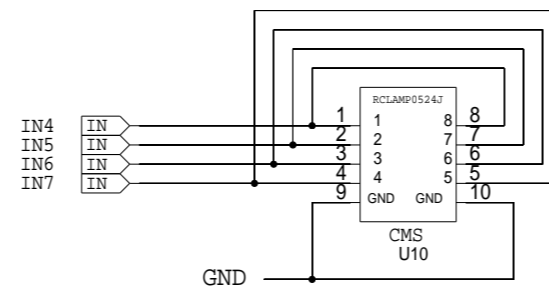 RCLAMP0524J
IN4 IN 1 1 8 8
IN5 IN 2 2 7 7
IN6 IN 3 3 6 6
IN7 IN 4 4 5 5
9 GND GND 10
CMS
U10
GND